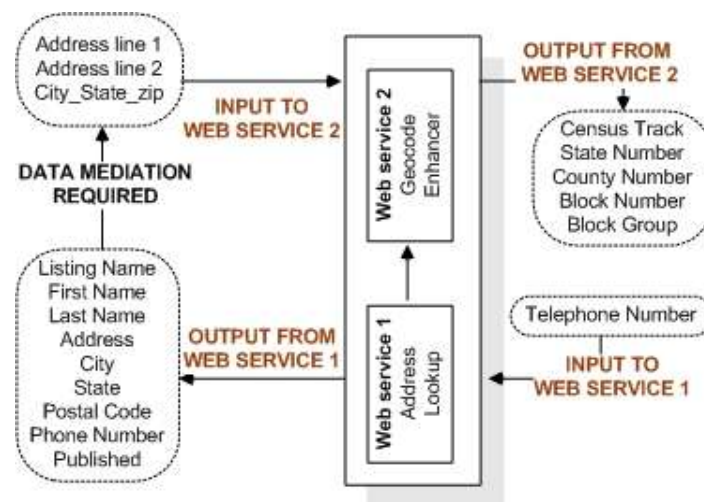 Address line 1
Address line 2
City_State_zip
INPUT TO
WEB SERVICE 2
DATA MEDIATION
REQUIRED
Listing Name
First Name
Last Name
Address
City
State
Postal Code
Phone Number
Published
OUTPUT FROM
WEB SERVICE 1
Web service 2
Geocode
Enhancer
Web service 1
Address
Lookup
OUTPUT FROM
WEB SERVICE 2
Census Track
State Number
County Number
Block Number
Block Group
Telephone Number
INPUT TO
WEB SERVICE 1